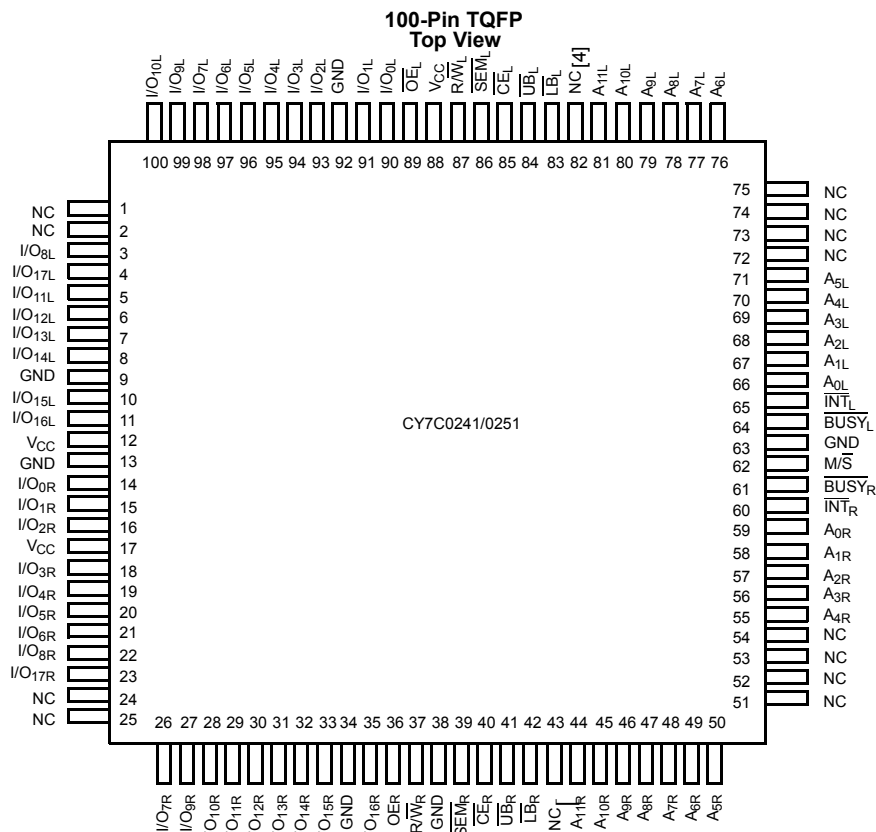 100-Pin TQFP
Top View
I/O10L
I/O9L
I/O7L
I/O6L
I/O5L
I/O4L
I/O3L
I/O2L
GND
I/O1L
I/O0L
OEL
VCC
R/WL
SEML
CEL
UBL
LBL
NC [4]
A11L
A10L
A9L
A8L
A7L
A6L
100 99 98 97 96 95 94 93 92 91 90 89 88 87 86 85 84 83 82 81 80 79 78 77 76
NC 1
NC 2
I/O8L 3
I/O17L 4
I/O11L 5
I/O12L 6
I/O13L 7
I/O14L 8
GND 9
I/O15L 10
I/O16L 11
VCC 12
GND 13
I/O0R 14
I/O1R 15
I/O2R 16
VCC 17
I/O3R 18
I/O4R 19
I/O5R 20
I/O6R 21
I/O8R 22
I/O17R 23
NC 24
NC 25
CY7C0241/0251
75 NC
74 NC
73 NC
72 NC
71 A5L
70 A4L
69 A3L
68 A2L
67 A1L
66 A0L
65 INTL
64 BUSYL
63 GND
62 M/S
61 BUSYR
60 INTR
59 A0R
58 A1R
57 A2R
56 A3R
55 A4R
54 NC
53 NC
52 NC
51 NC
26 27 28 29 30 31 32 33 34 35 36 37 38 39 40 41 42 43 44 45 46 47 48 49 50
I/O7R
I/O9R
/O10R
/O11R
/O12R
/O13R
/O14R
/O15R
GND
/O16R
OER
R/WR
GND
SEMR
CER
UBR
LBR
NC[
A11R
A10R
A9R
A8R
A7R
A6R
A5R